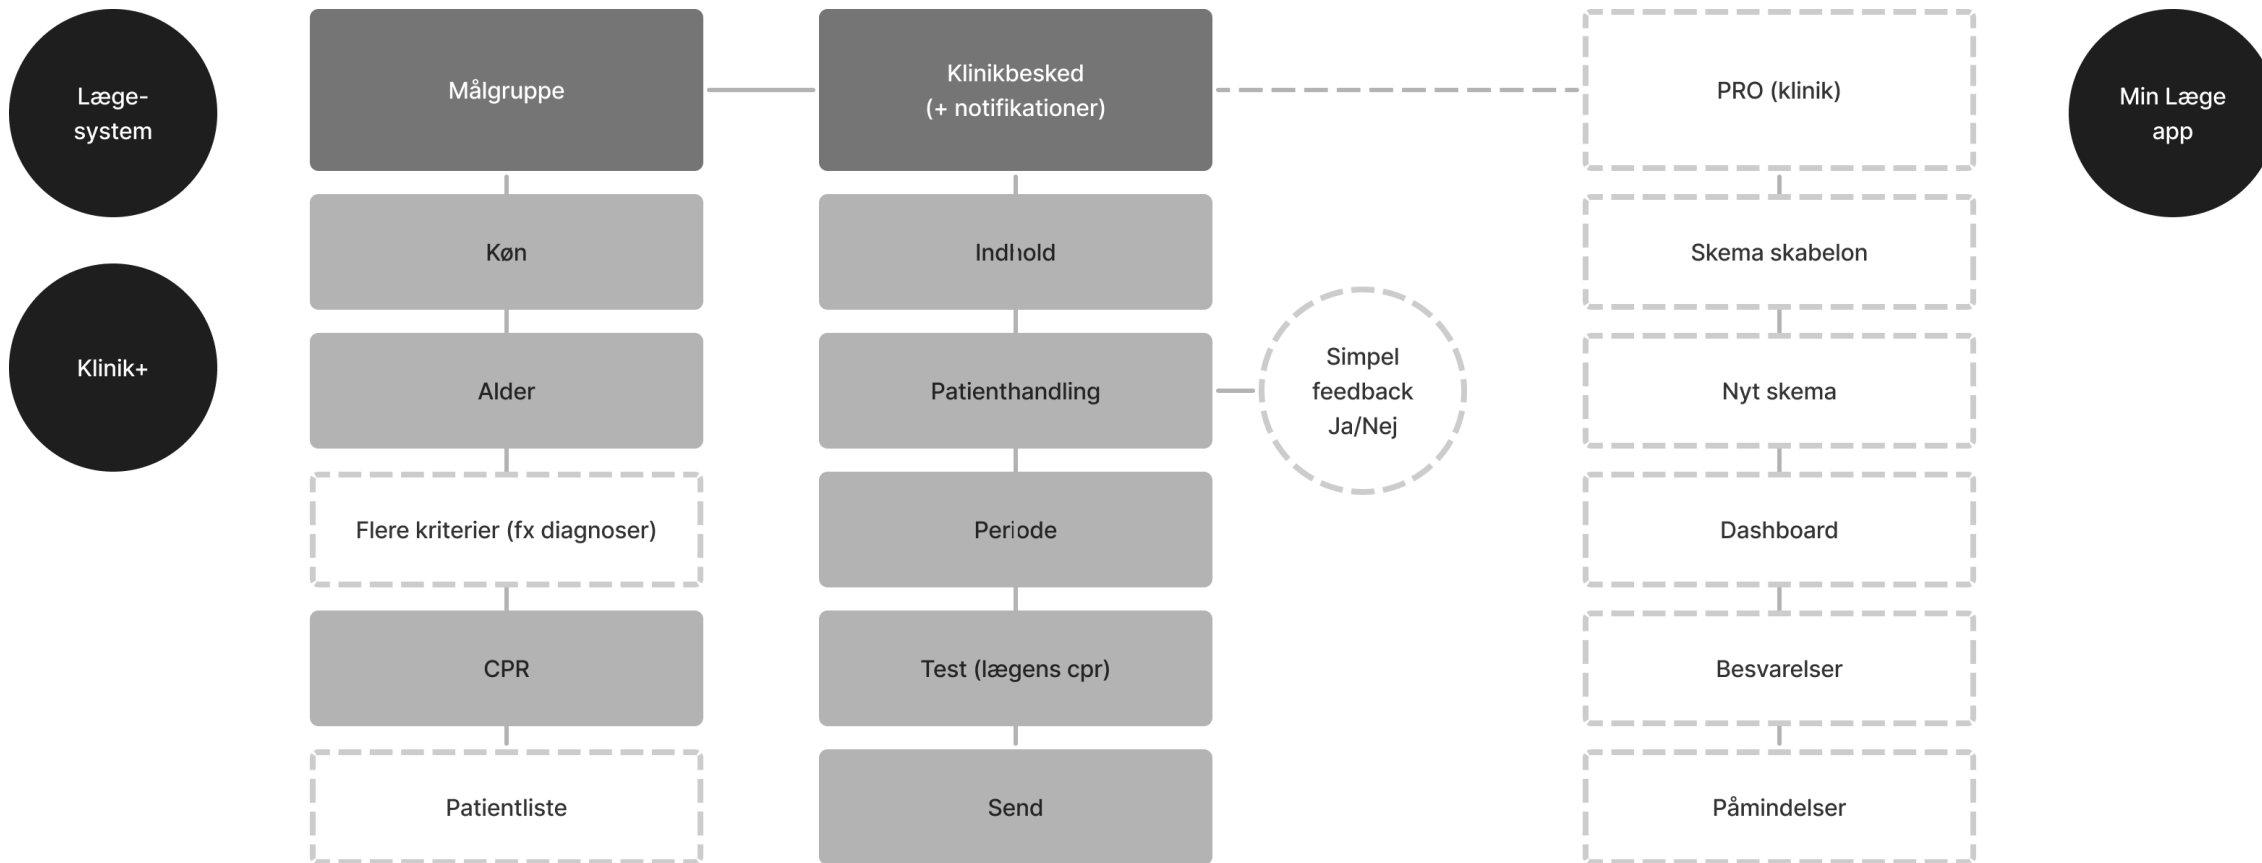 Læge-
system
Klinik+
Målgruppe
Køn
Alder
Flere kriterier (fx diagnoser)
CPR
Patientliste
Klinikbesked
(+ notifikationer)
Indhold
Patienthandling
Periode
Test (lægens cpr)
Send
Simpel
feedback
Ja/Nej
PRO (klinik)
Skema skabelon
Nyt skema
Dashboard
Besvarelser
Påmindelser
Min Læge
app